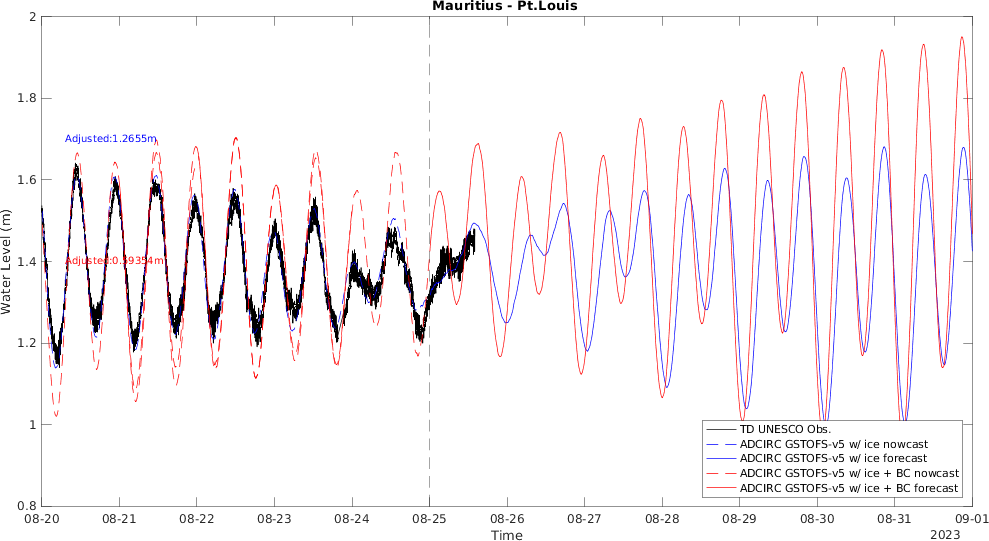 Mauritius - Pt.Louis
2
1.8
1.6
1.4
1.2
1
0.8
Water Level (m)
Adjusted:1.2655m
Adjusted:0.59354m
TD UNESCO Obs.
ADCIRC GSTOFS-v5 w/ ice nowcast
ADCIRC GSTOFS-v5 w/ ice forecast
ADCIRC GSTOFS-v5 w/ ice + BC nowcast
ADCIRC GSTOFS-v5 w/ ice + BC forecast
08-20 08-21 08-22 08-23 08-24 08-25 08-26 08-27 08-28 08-29 08-30 08-31 09-01
Time
2023